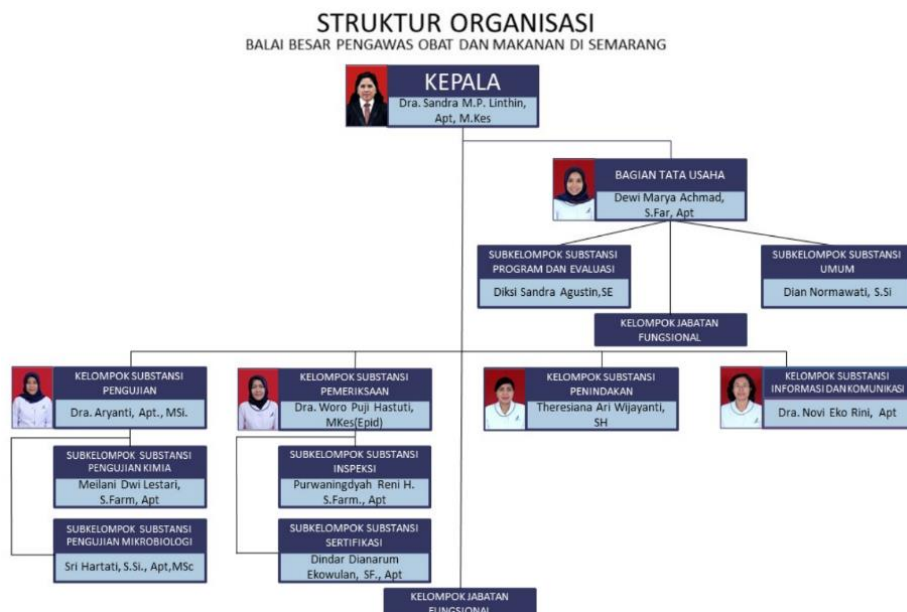 STRUKTUR ORGANISASI
BALAI BESAR PENGAWAS OBAT DAN MAKANAN DI SEMARANG
KEPALA
Dra. Sandra M.P. Linthin,
Apt, M.Kes
BAGIAN TATA USAHA
Dewi Marya Achmad,
S.Far, Apt
SUBKELOMPOK SUBSTANSI
PROGRAM DAN EVALUASI
Diksi Sandra Agustin,SE
SUBKELOMPOK SUBSTANSI
UMUM
Dian Normawati, S.Si
KELOMPOK JABATAN
FUNGSIONAL
KELOMPOK SUBSTANSI
PENGUJIAN
Dra. Aryanti, Apt., MSi.
KELOMPOK SUBSTANSI
PEMERIKSAAN
Dra. Woro Puji Hastuti,
MKes(Epid)
KELOMPOK SUBSTANSI
PENINDAKAN
Theresiana Ari Wijayanti,
SH
KELOMPOK SUBSTANSI
INFORMASI DAN KOMUNIKASI
Dra. Novi Eko Rini, Apt
SUBKELOMPOK SUBSTANSI
PENGUJIAN KIMIA
Meilani Dwi Lestari,
S.Farm, Apt
SUBKELOMPOK SUBSTANSI
INSPEKSI
Purwaningdyah Reni H.
S.Farm., Apt
SUBKELOMPOK SUBSTANSI
PENGUJIAN MIKROBIOLOGI
Sri Hartati, S.Si., Apt,MSc
SUBKELOMPOK SUBSTANSI
SERTIFIKASI
Dindar Dianarum
Ekowulan, SF., Apt
KELOMPOK JABATAN
FUNGSIONAL